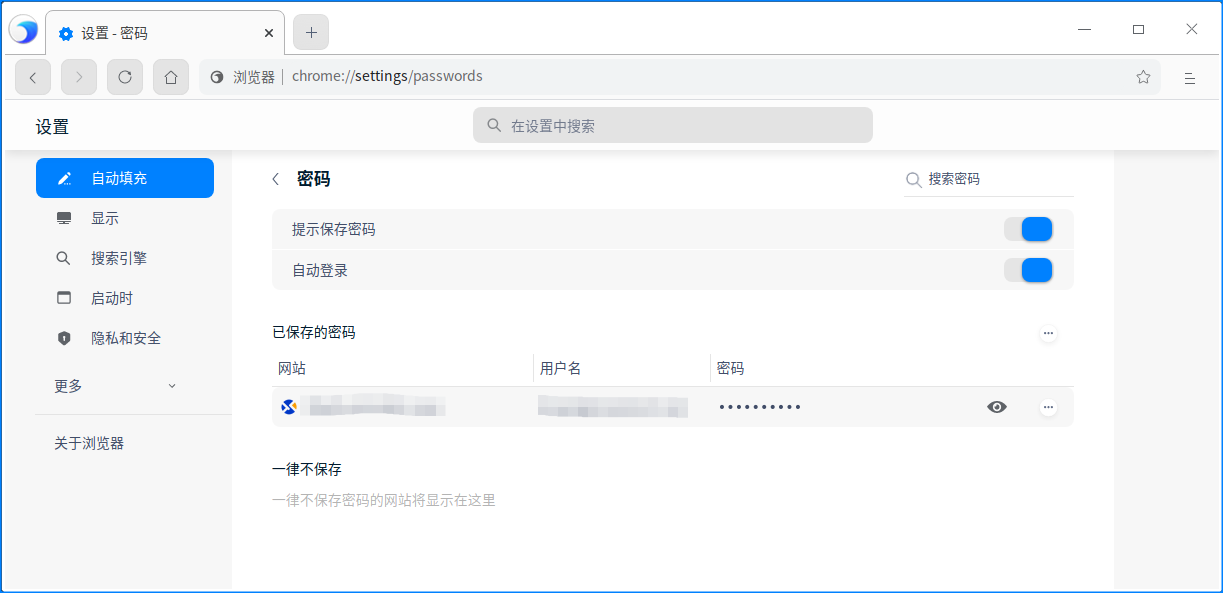 设置 - 密码
浏览器 | chrome://settings/passwords
设置
在设置中搜索
自动填充
显示
搜索引擎
启动时
隐私和安全
更多
关于浏览器
密码
搜索密码
提示保存密码
自动登录
已保存的密码
网站 用户名 密码
••••••••••
一律不保存
一律不保存密码的网站将显示在这里